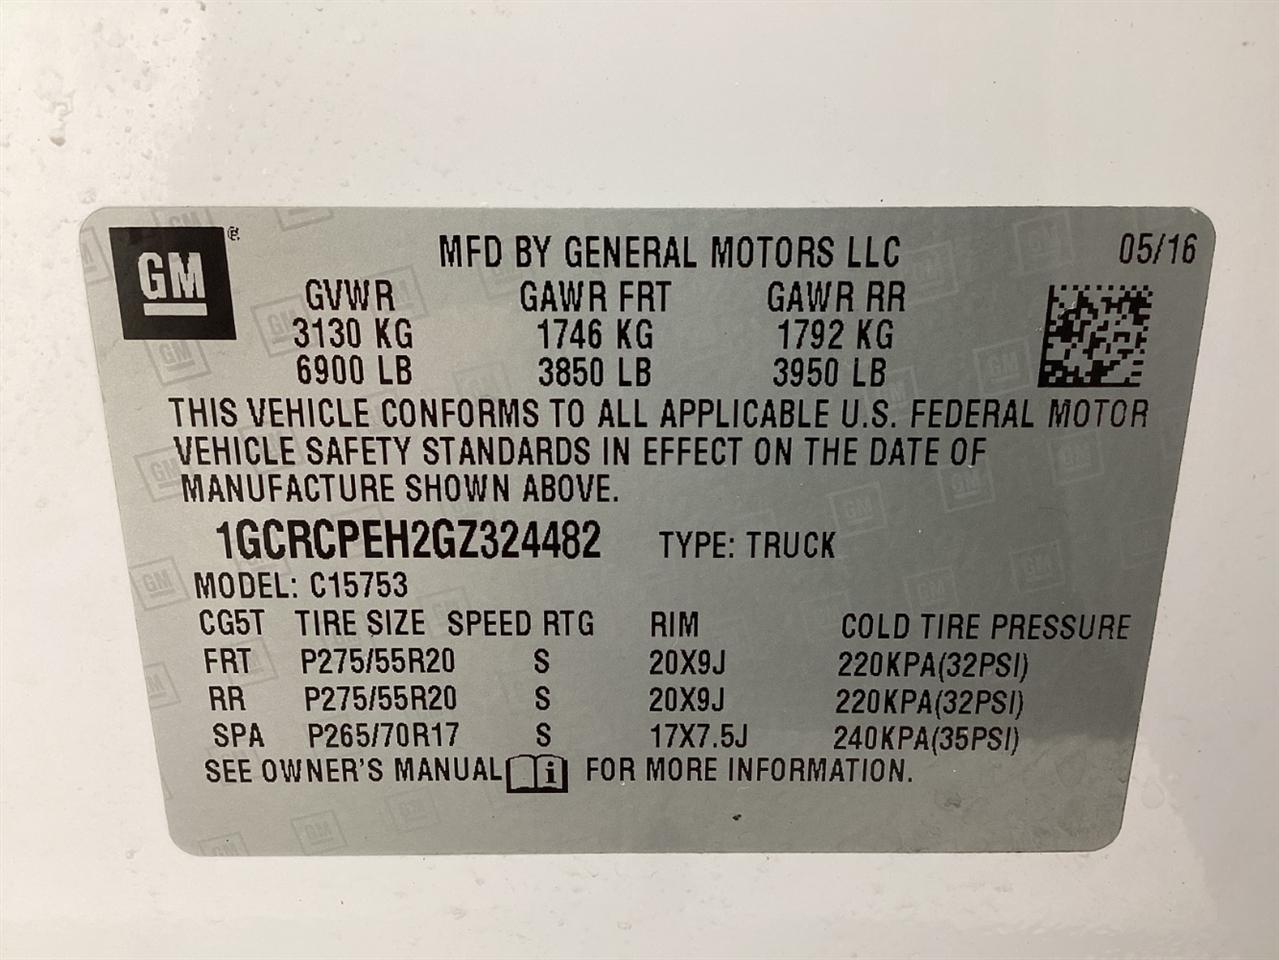 GM
MFD BY GENERAL MOTORS LLC 05/16
GVWR GAWR FRT GAWR RR
3130 KG 1746 KG 1792 KG
6900 LB 3850 LB 3950 LB
THIS VEHICLE CONFORMS TO ALL APPLICABLE U.S. FEDERAL MOTOR
VEHICLE SAFETY STANDARDS IN EFFECT ON THE DATE OF
MANUFACTURE SHOWN ABOVE.
1GCRCPEH2GZ324482 TYPE: TRUCK
MODEL: C15753
CG5T TIRE SIZE SPEED RTG RIM COLD TIRE PRESSURE
FRT P275/55R20 S 20X9J 220KPA(32PSI)
RR P275/55R20 S 20X9J 220KPA(32PSI)
SPA P265/70R17 S 17X7.5J 240KPA(35PSI)
SEE OWNER'S MANUAL i FOR MORE INFORMATION.